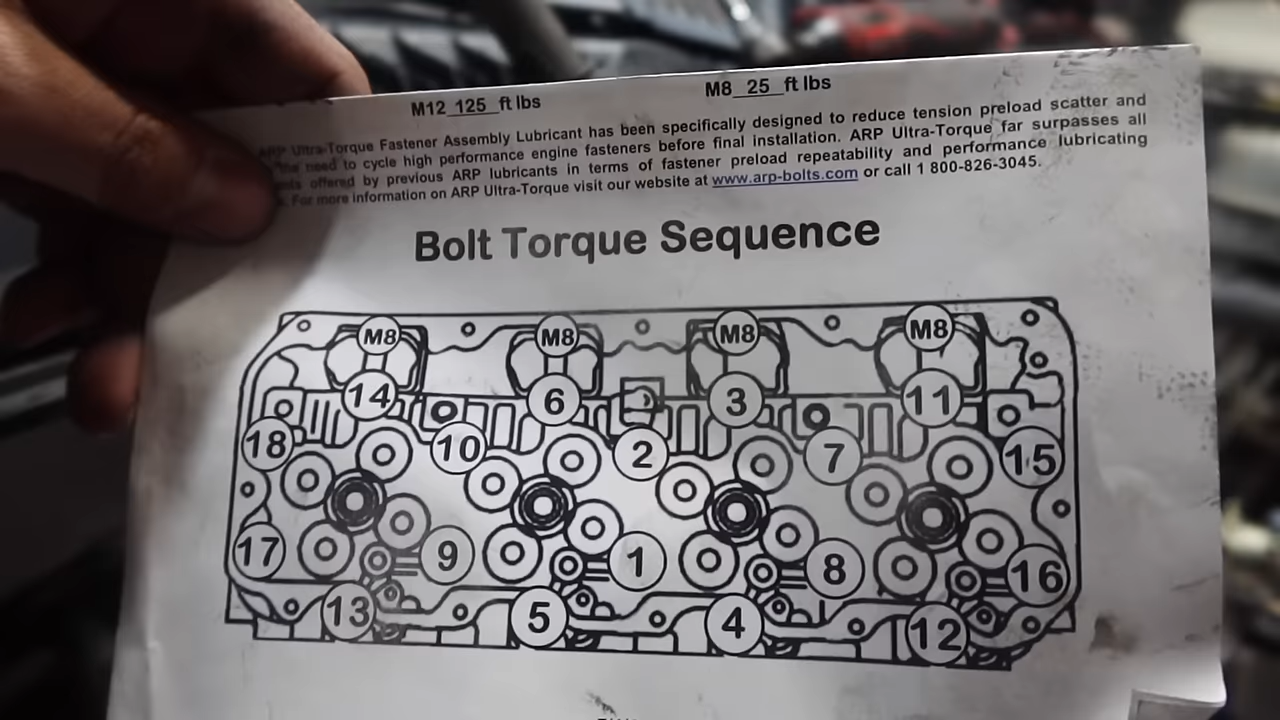 M12 125 ft lbs M8 25 ft lbs
Ultra-Torque Fastener Assembly Lubricant has been specifically designed to reduce tension preload scatter and
need to cycle high performance engine fasteners before final installation. ARP Ultra-Torque far surpasses all
offered by previous ARP lubricants in terms of fastener preload repeatability and performance lubricating
For more information on ARP Ultra-Torque visit our website at www.arp-bolts.com or call 1 800-826-3045.
Bolt Torque Sequence
M8 M8 M8 M8
14 6 3 11
18 10 2 7 15
17 9 1 8 16
13 5 4 12